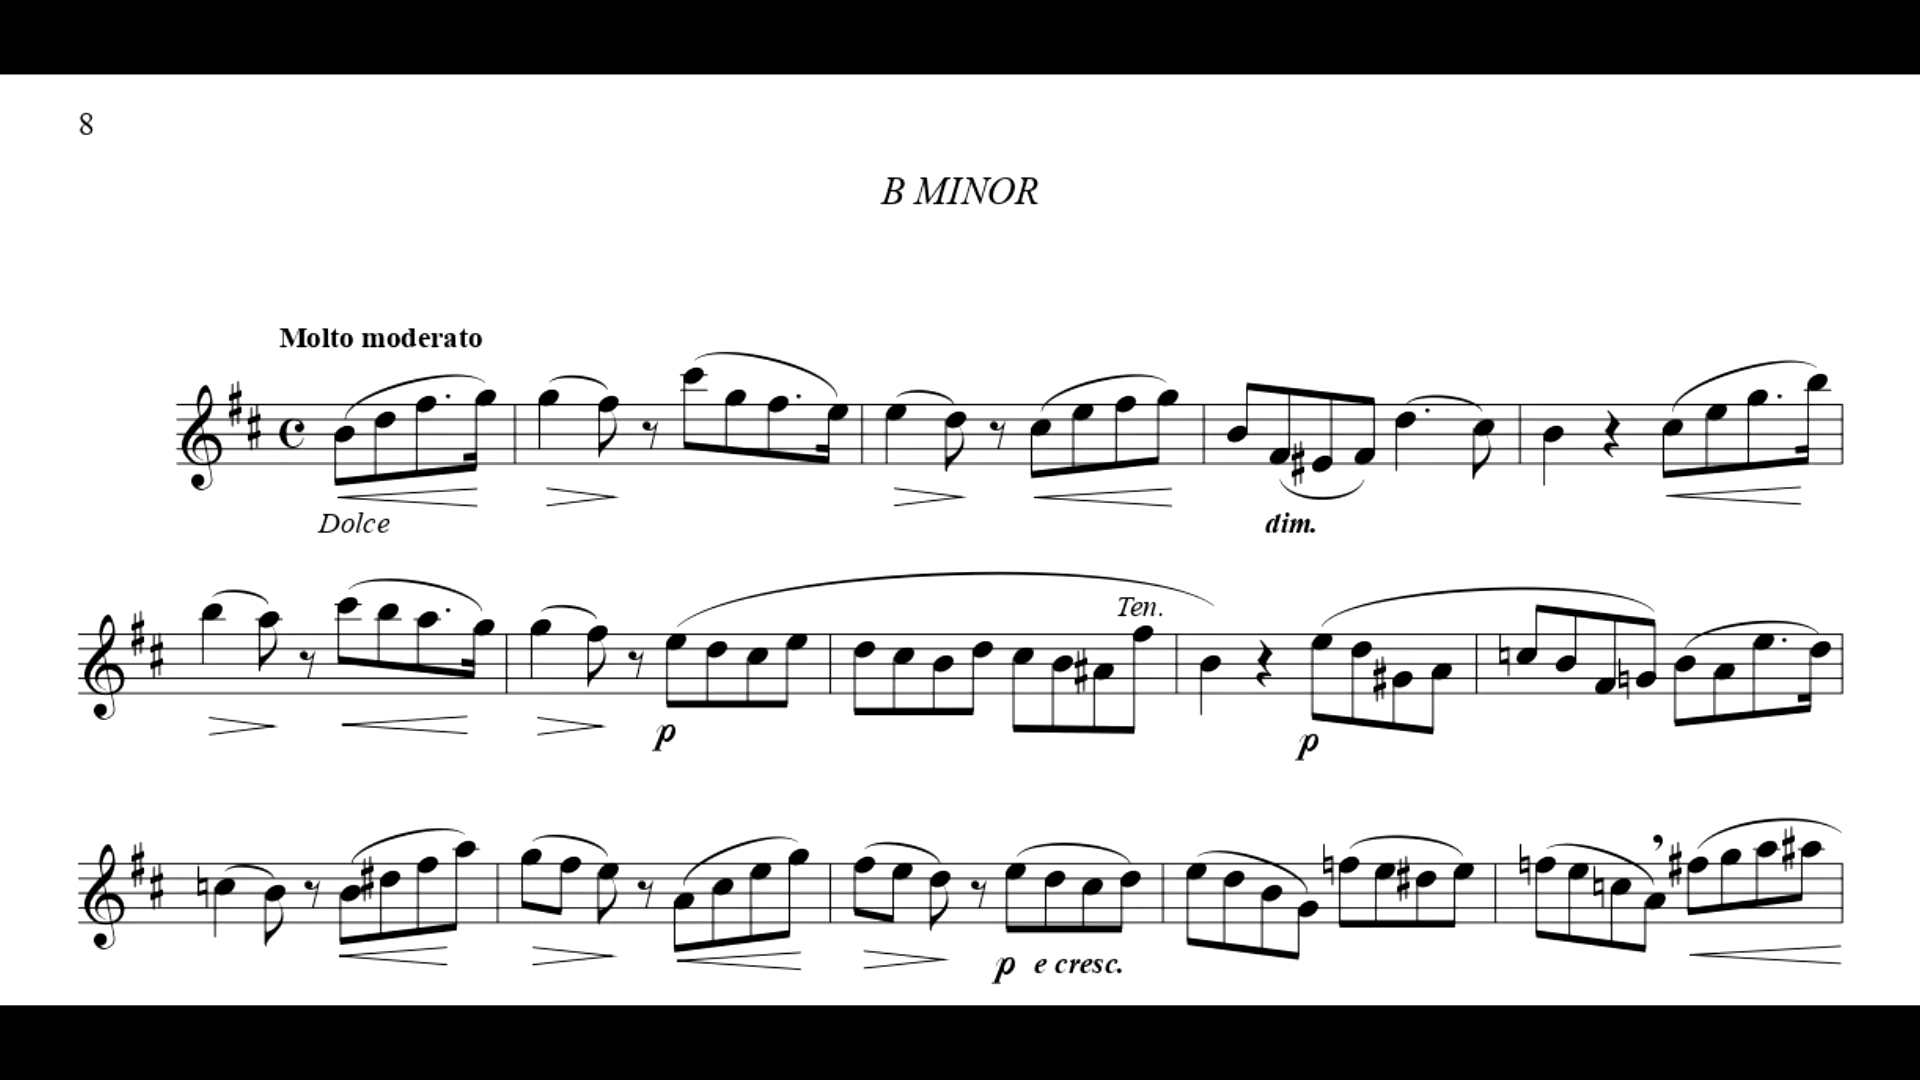 8
B MINOR
Molto moderato
Dolce
dim.
Ten.
p
p
p e cresc.